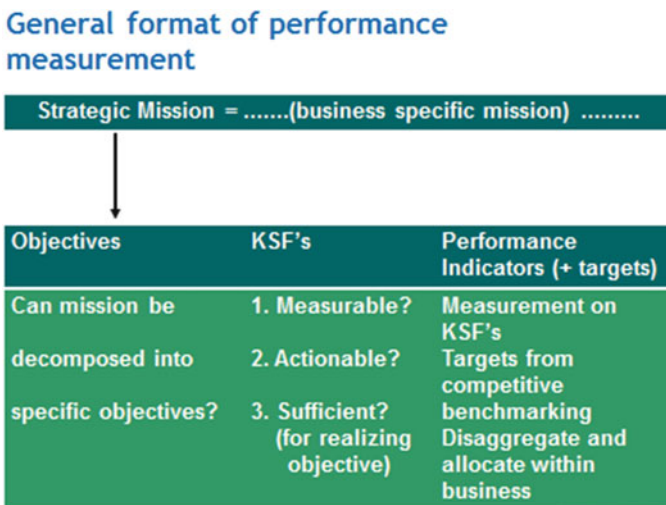 General format of performance
measurement
Strategic Mission = .......(business specific mission) .........
Objectives
KSF's
Performance
Indicators (+ targets)
Can mission be
decomposed into
specific objectives?
1. Measurable?
2. Actionable?
3. Sufficient?
(for realizing
objective)
Measurement on
KSF's
Targets from
competitive
benchmarking
Disaggregate and
allocate within
business